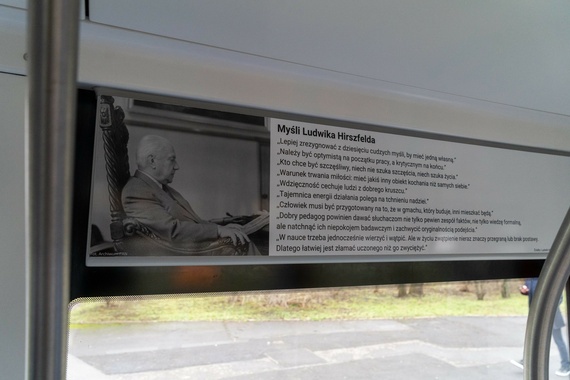 Myśli Ludwika Hirszfelda
„Lepiej zrezygnować z dziesięciu cudzych myśli, by mieć jedną własną."
„Należy być optymistą na początku pracy, a krytycznym na końcu."
„Kto chce być szczęśliwy, niech nie szuka szczęścia, niech szuka życia."
„Warunek trwania miłości: mieć jakiś inny obiekt kochania niż samych siebie."
„Wdzięczność cechuje ludzi z dobrego kruszcu."
„Tajemnica energii działania polega na tchnieniu nadziei."
„Człowiek musi być przygotowany na to, że w gmachu, który buduje, inni mieszkać będą."
„Dobry pedagog powinien dawać słuchaczom nie tylko pewien zespół faktów, nie tylko wiedzę formalną,
ale natchnąć ich niepokojem badawczym i zachwycić oryginalnością podejścia."
„W nauce trzeba jednocześnie wierzyć i wątpić. Ale w życiu zwątpienie nieraz znaczy przegraną lub brak postawy.
Dlatego łatwiej jest złamać uczonego niż go zwyciężyć."